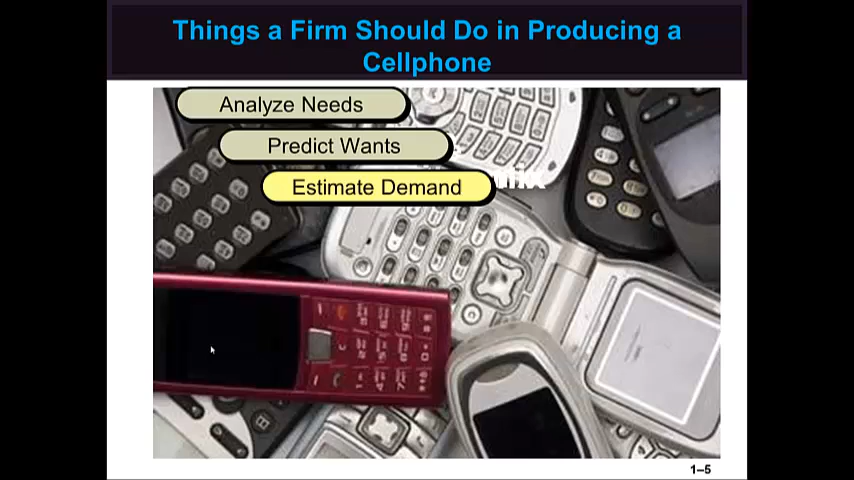 Things a Firm Should Do in Producing a
Cellphone
Analyze Needs
Predict Wants
Estimate Demand
1–5